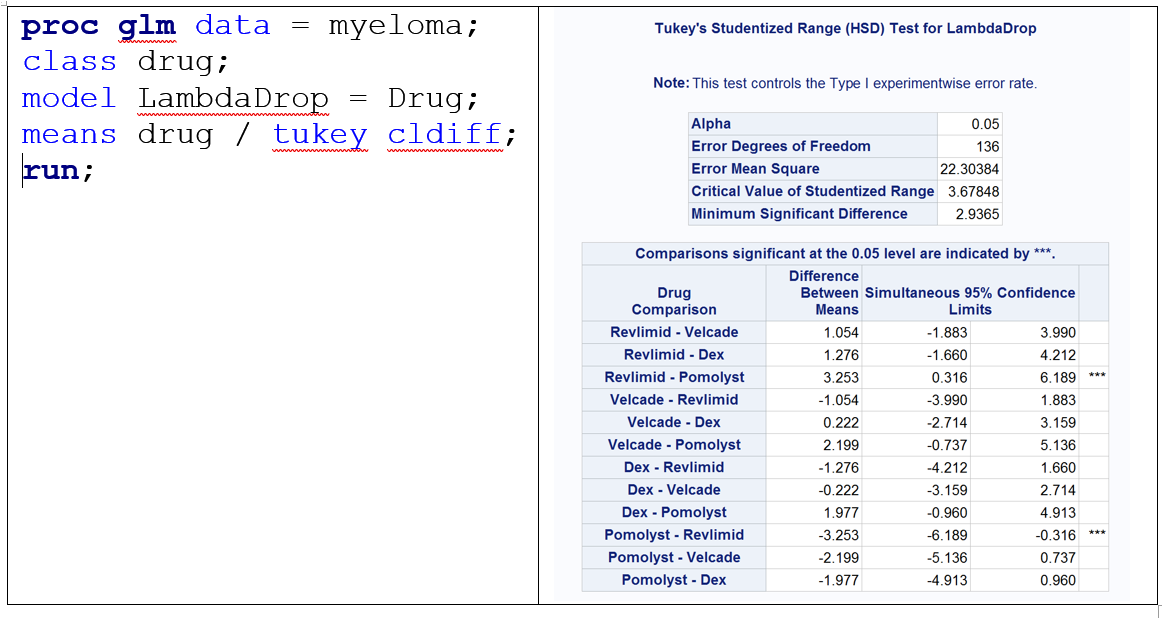 proc glm data = myeloma;
class drug;
model LambdaDrop = Drug;
means drug / tukey cldiff;
run;
Tukey's Studentized Range (HSD) Test for LambdaDrop
Note: This test controls the Type I experimentwise error rate.
Alpha 0.05
Error Degrees of Freedom 136
Error Mean Square 22.30384
Critical Value of Studentized Range 3.67848
Minimum Significant Difference 2.9365
Comparisons significant at the 0.05 level are indicated by ***.
Drug Comparison Difference Between Means Simultaneous 95% Confidence Limits
Revlimid - Velcade 1.054 -1.883 3.990
Revlimid - Dex 1.276 -1.660 4.212
Revlimid - Pomolyst 3.253 0.316 6.189 ***
Velcade - Revlimid -1.054 -3.990 1.883
Velcade - Dex 0.222 -2.714 3.159
Velcade - Pomolyst 2.199 -0.737 5.136
Dex - Revlimid -1.276 -4.212 1.660
Dex - Velcade -0.222 -3.159 2.714
Dex - Pomolyst 1.977 -0.960 4.913
Pomolyst - Revlimid -3.253 -6.189 -0.316 ***
Pomolyst - Velcade -2.199 -5.136 0.737
Pomolyst - Dex -1.977 -4.913 0.960